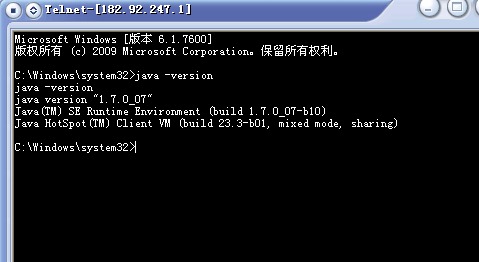 Telnet-[182.92.247.1]
Microsoft Windows [版本 6.1.7600]
版权所有 (c) 2009 Microsoft Corporation。保留所有权利。
C:\Windows\system32>java -version
java -version
java version "1.7.0_07"
Java(TM) SE Runtime Environment (build 1.7.0_07-b10)
Java HotSpot(TM) Client VM (build 23.3-b01, mixed mode, sharing)
C:\Windows\system32>